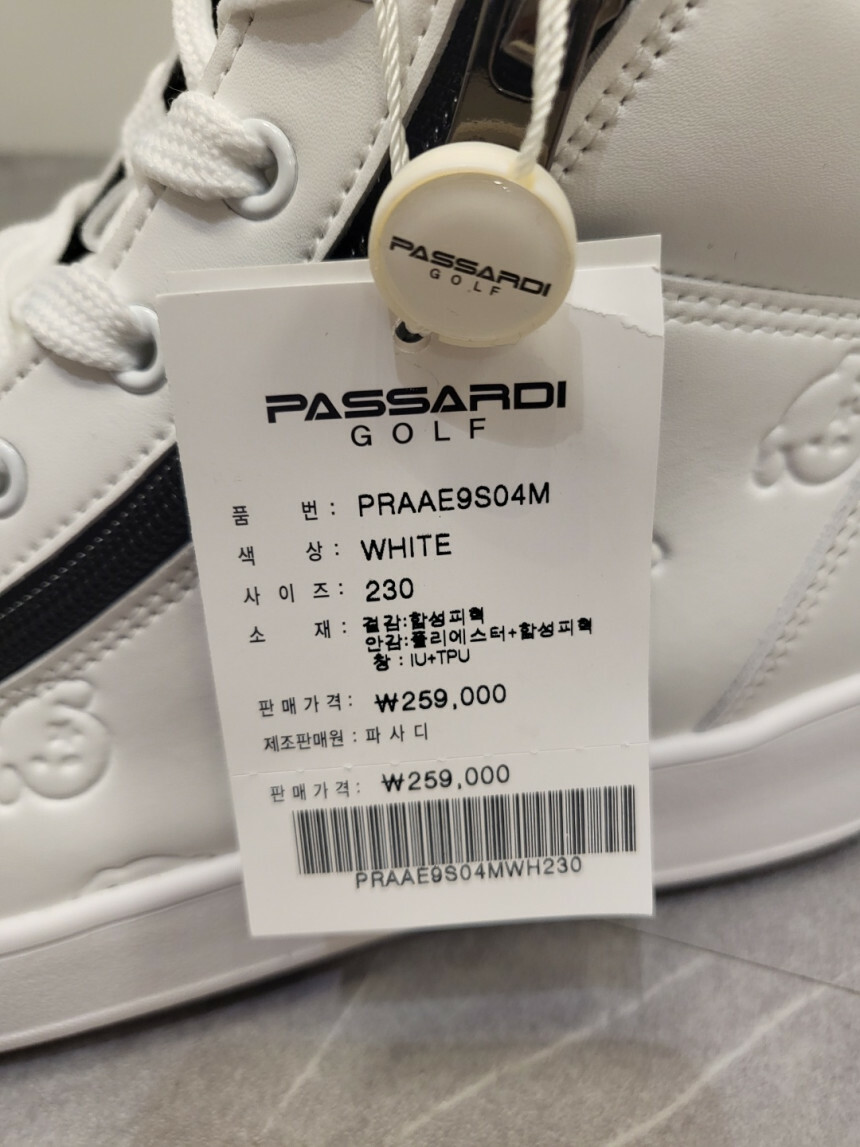 PASSARDI
GOLF
PASSARDI
GOLF
품 번 : PRAAE9S04M
색 상 : WHITE
사 이 즈 : 230
소 재 : 겉감:합성피혁
안감:폴리에스터+합성피혁
창 : IU+TPU
판 매 가 격 : ₩259,000
제조판매원 : 파 사 디
판 매 가 격 : ₩259,000
PRAAE9S04MWH230